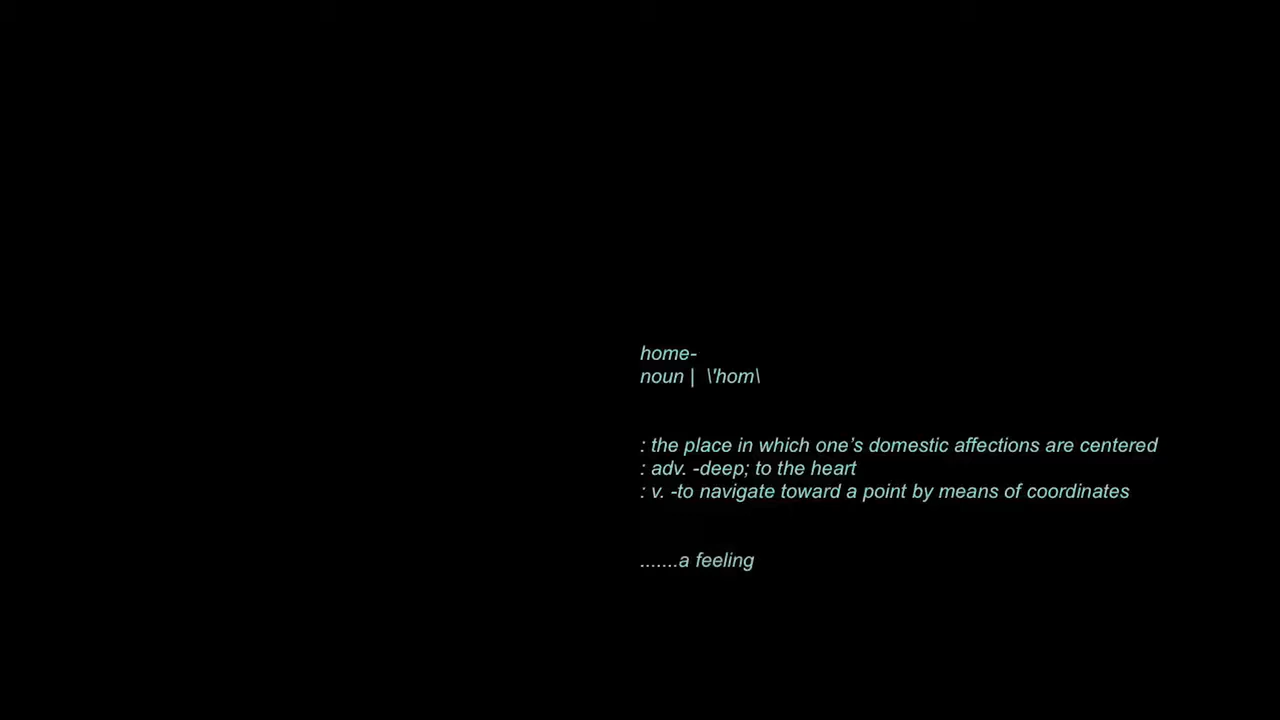 home-
noun |  \'hom\
: the place in which one’s domestic affections are centered
: adv. -deep; to the heart
: v. -to navigate toward a point by means of coordinates
.......a feeling